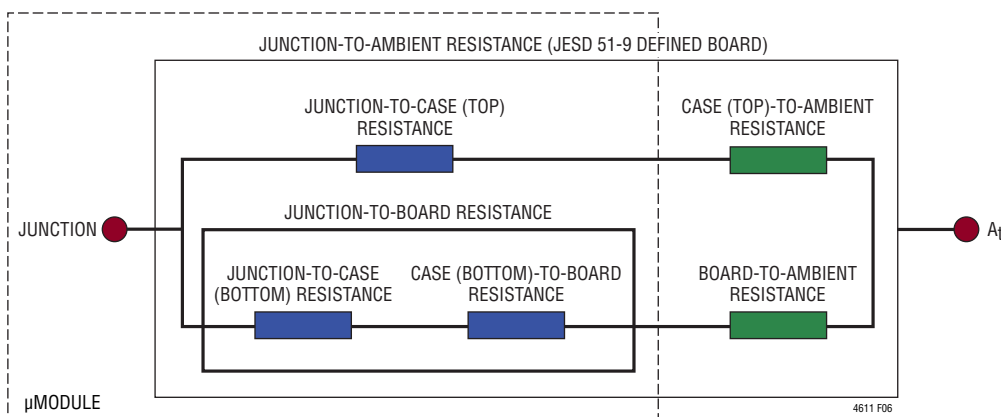 JUNCTION-TO-AMBIENT RESISTANCE (JESD 51-9 DEFINED BOARD)
JUNCTION-TO-CASE (TOP)
RESISTANCE
CASE (TOP)-TO-AMBIENT
RESISTANCE
JUNCTION
JUNCTION-TO-BOARD RESISTANCE
At
JUNCTION-TO-CASE
(BOTTOM) RESISTANCE
CASE (BOTTOM)-TO-BOARD
RESISTANCE
BOARD-TO-AMBIENT
RESISTANCE
µMODULE
4611 F06